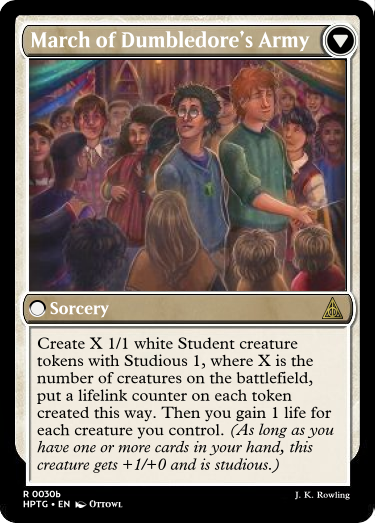 March of Dumbledore's Army
Sorcery
Create X 1/1 white Student creature
tokens with Studious 1, where X is the
number of creatures on the battlefield,
put a lifelink counter on each token
created this way. Then you gain 1 life for
each creature you control. (As long as you
have one or more cards in your hand, this
creature gets +1/+0 and is studious.)
R 0030b
HPTG • EN Ottowl
J. K. Rowling